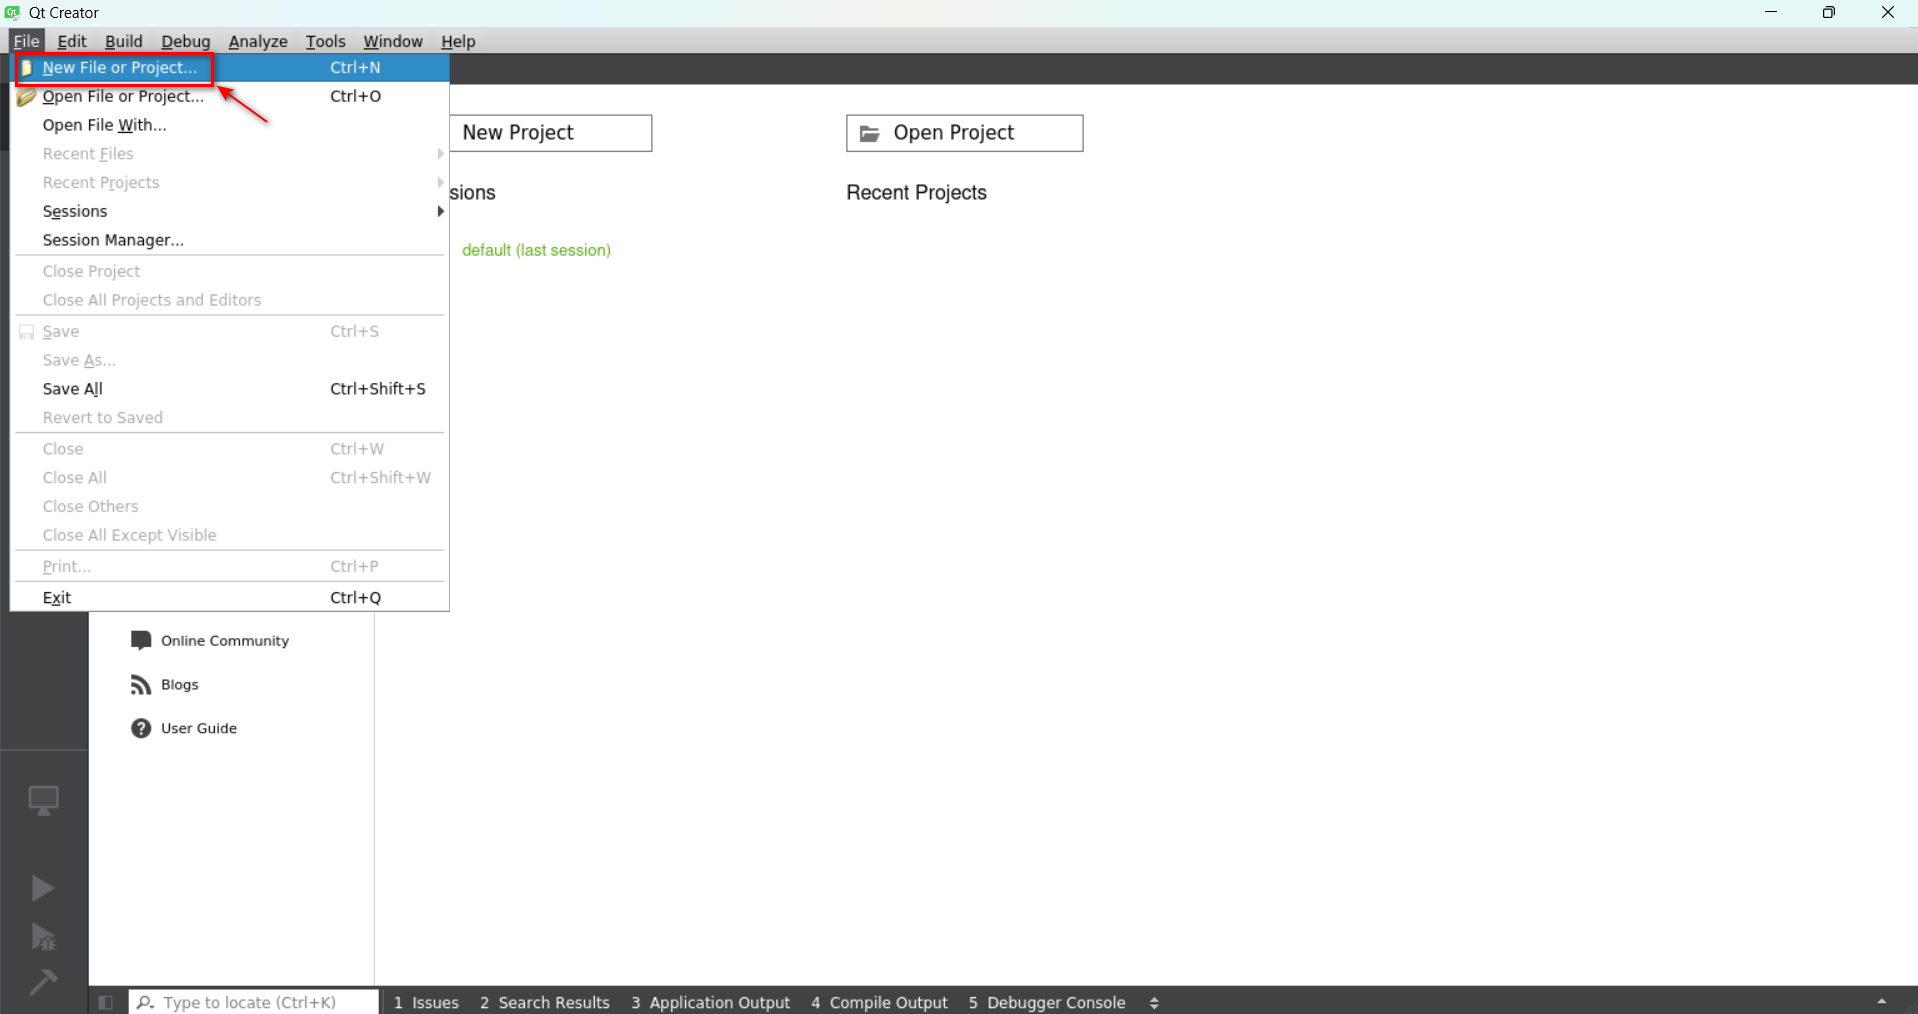 Qt Creator
File Edit Build Debug Analyze Tools Window Help
New File or Project... Ctrl+N
Open File or Project... Ctrl+O
Open File With...
Recent Files
Recent Projects
Sessions
Session Manager...
Close Project
Close All Projects and Editors
Save Ctrl+S
Save As...
Save All Ctrl+Shift+S
Revert to Saved
Close Ctrl+W
Close All Ctrl+Shift+W
Close Others
Close All Except Visible
Print... Ctrl+P
Exit Ctrl+Q
New Project
Open Project
sions
Recent Projects
default (last session)
Online Community
Blogs
User Guide
Type to locate (Ctrl+K) 1 Issues 2 Search Results 3 Application Output 4 Compile Output 5 Debugger Console